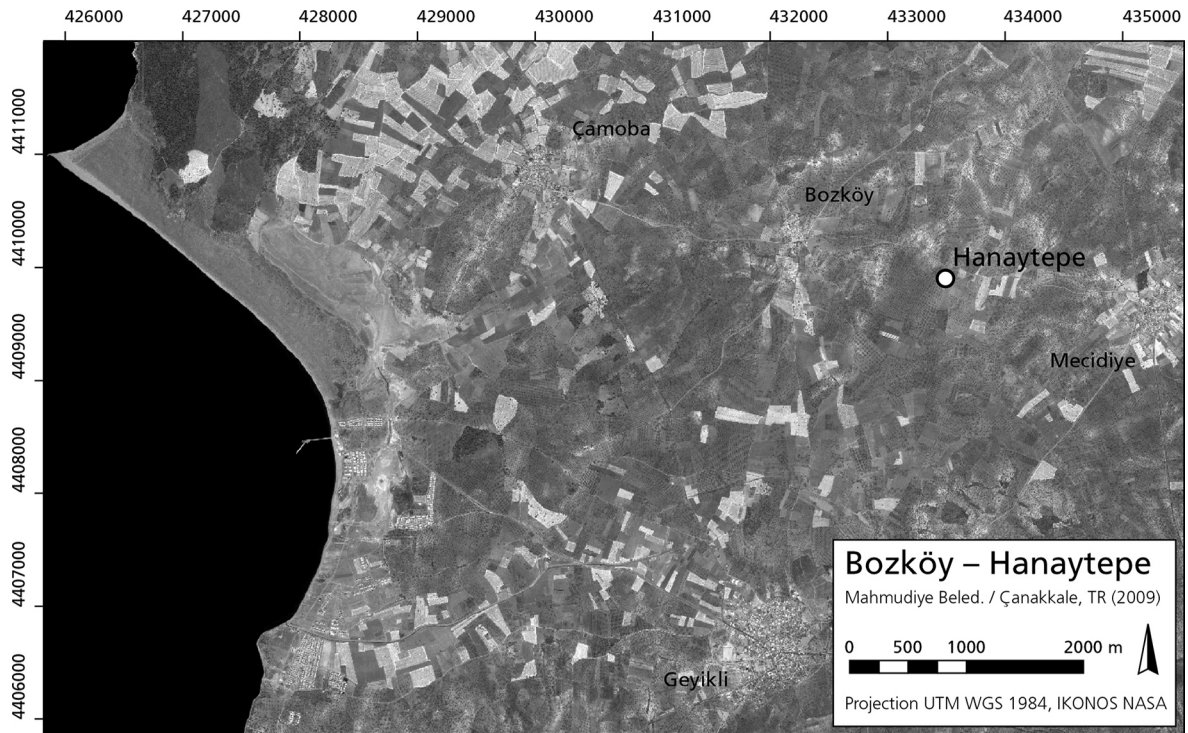 426000 427000 428000 429000 430000 431000 432000 433000 434000 435000
4411000
4410000
4409000
4408000
4407000
4406000
Çamoba
Bozköy
Hanaytepe
Mecidiye
Geyikli
Bozköy – Hanaytepe
Mahmudiye Beled. / Çanakkale, TR (2009)
0 500 1000 2000 m
Projection UTM WGS 1984, IKONOS NASA